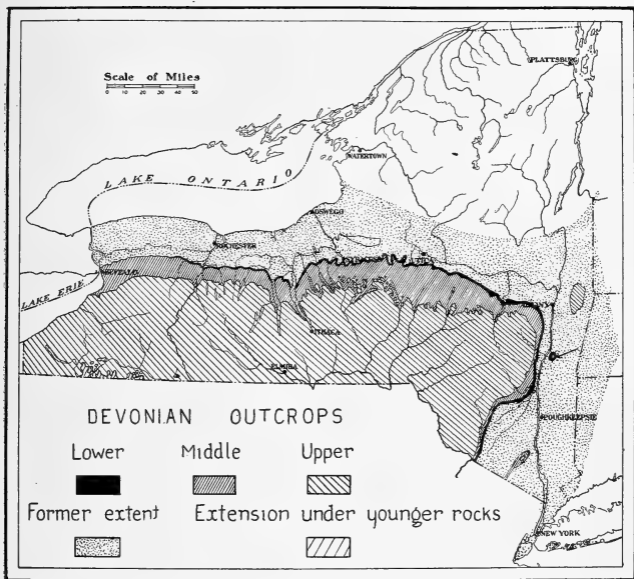 PLATTSBURG
Scale of Miles
0 10 20 30 40 50
WATERTOWN
LAKE ONTARIO
OSWEGO
ROCHESTER
BUFFALO
LAKE ERIE
ITHACA
ELMIRA
DEVONIAN OUTCROPS
POUGHKEEPSIE
Lower Middle Upper
Former extent Extension under younger rocks
NEW YORK